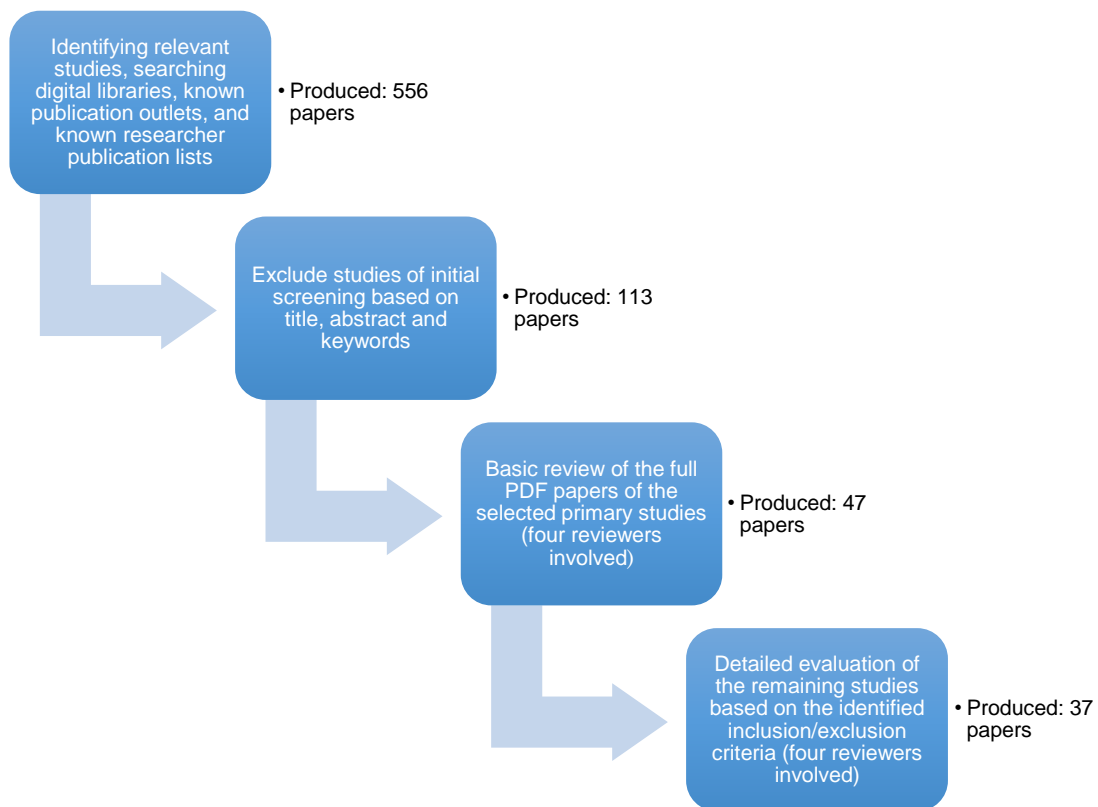 Identifying relevant
studies, searching
digital libraries, known
publication outlets, and
known researcher
publication lists
• Produced: 556
papers
Exclude studies of initial
screening based on
title, abstract and
keywords
• Produced: 113
papers
Basic review of the full
PDF papers of the
selected primary studies
(four reviewers
involved)
• Produced: 47
papers
Detailed evaluation of
the remaining studies
based on the identified
inclusion/exclusion
criteria (four reviewers
involved)
• Produced: 37
papers